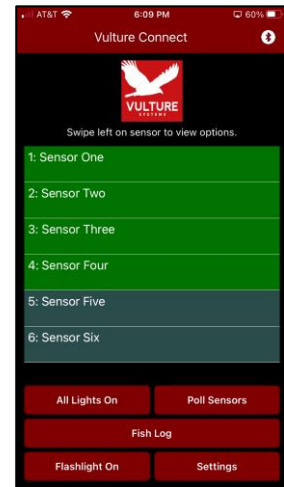 AT&T 6:09 PM 60%
Vulture Connect
VULTURE
SYSTEMS
Swipe left on sensor to view options.
1: Sensor One
2: Sensor Two
3: Sensor Three
4: Sensor Four
5: Sensor Five
6: Sensor Six
All Lights On Poll Sensors
Fish Log
Flashlight On Settings